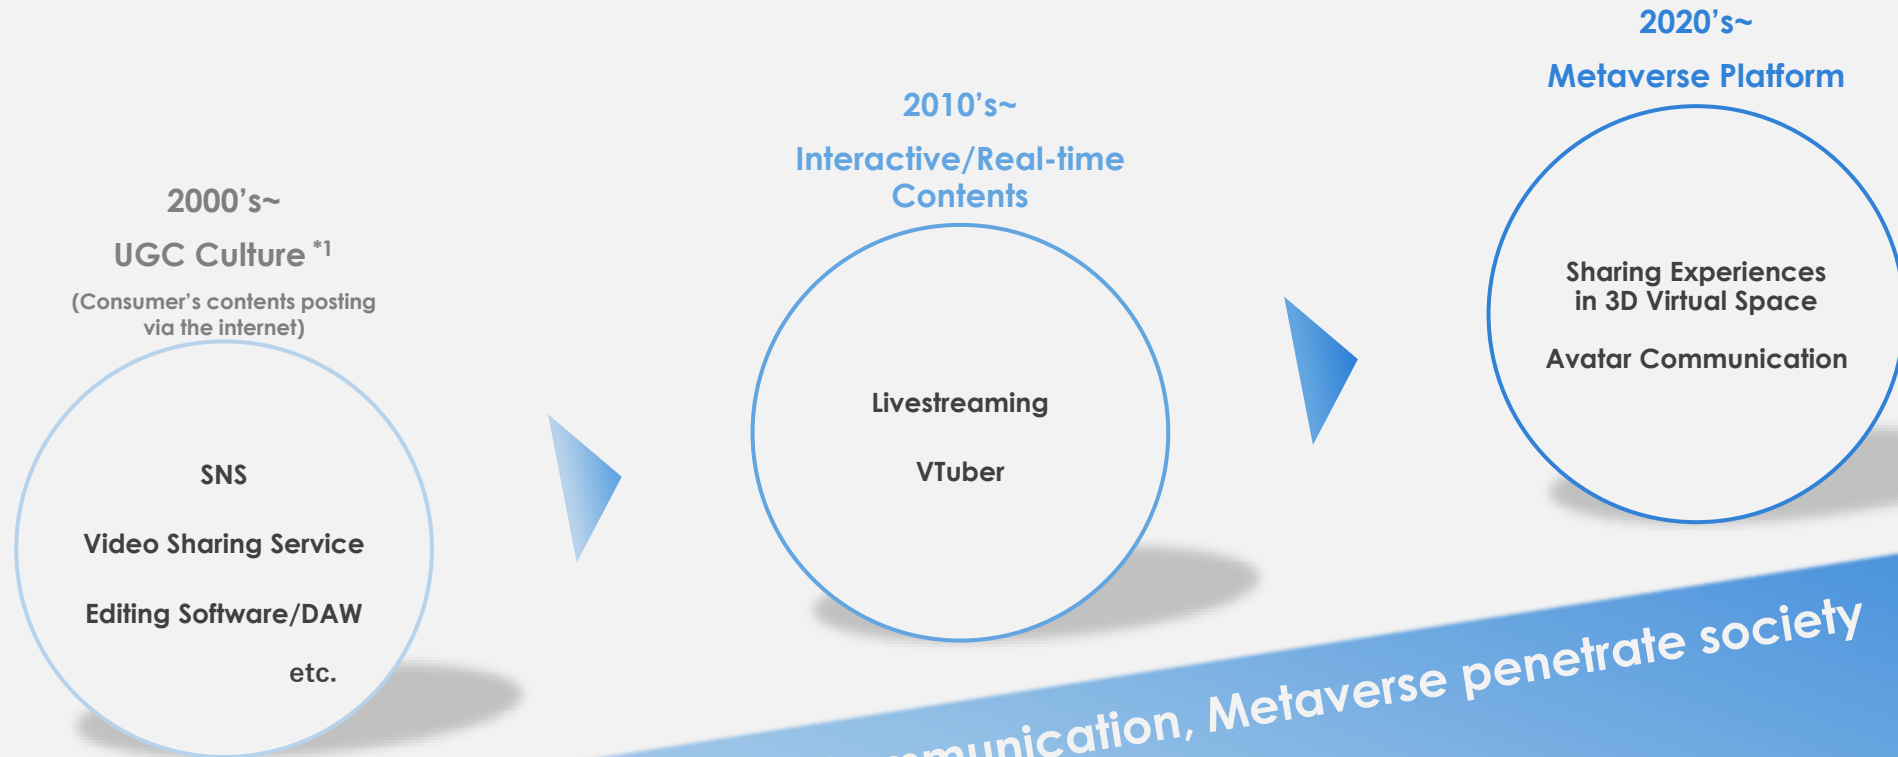 2000's~
UGC Culture *1
(Consumer's contents posting
via the internet)
SNS
Video Sharing Service
Editing Software/DAW
etc.
2010's~
Interactive/Real-time
Contents
Livestreaming
VTuber
2020's~
Metaverse Platform
Sharing Experiences
in 3D Virtual Space
Avatar Communication
Metaverse penetrate society